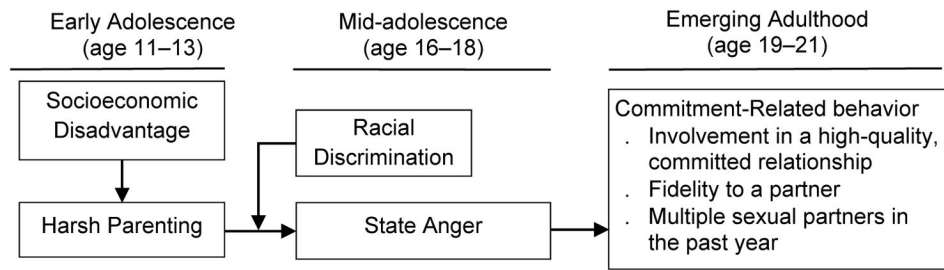 Early Adolescence
(age 11–13)
Mid-adolescence
(age 16–18)
Emerging Adulthood
(age 19–21)
Socioeconomic
Disadvantage
Racial
Discrimination
Harsh Parenting
State Anger
Commitment-Related behavior
. Involvement in a high-quality,
committed relationship
. Fidelity to a partner
. Multiple sexual partners in
the past year